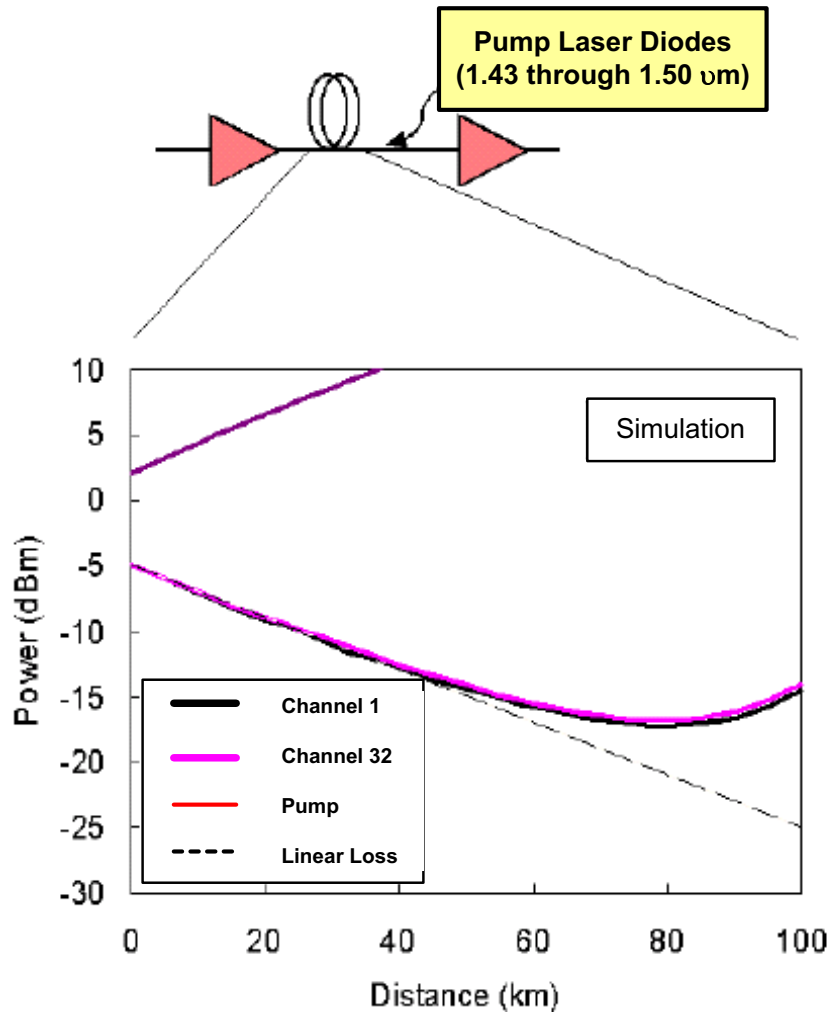 Pump Laser Diodes
(1.43 through 1.50 υm)
Simulation
10
5
0
-5
-10
-15
-20
-25
-30
Power (dBm)
Channel 1
Channel 32
Pump
Linear Loss
0 20 40 60 80 100
Distance (km)